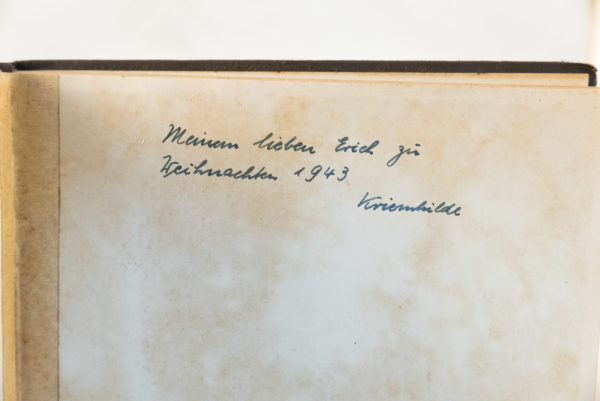 Meinem lieben Erich zu
Weihnachten 1943
Kriemhilde